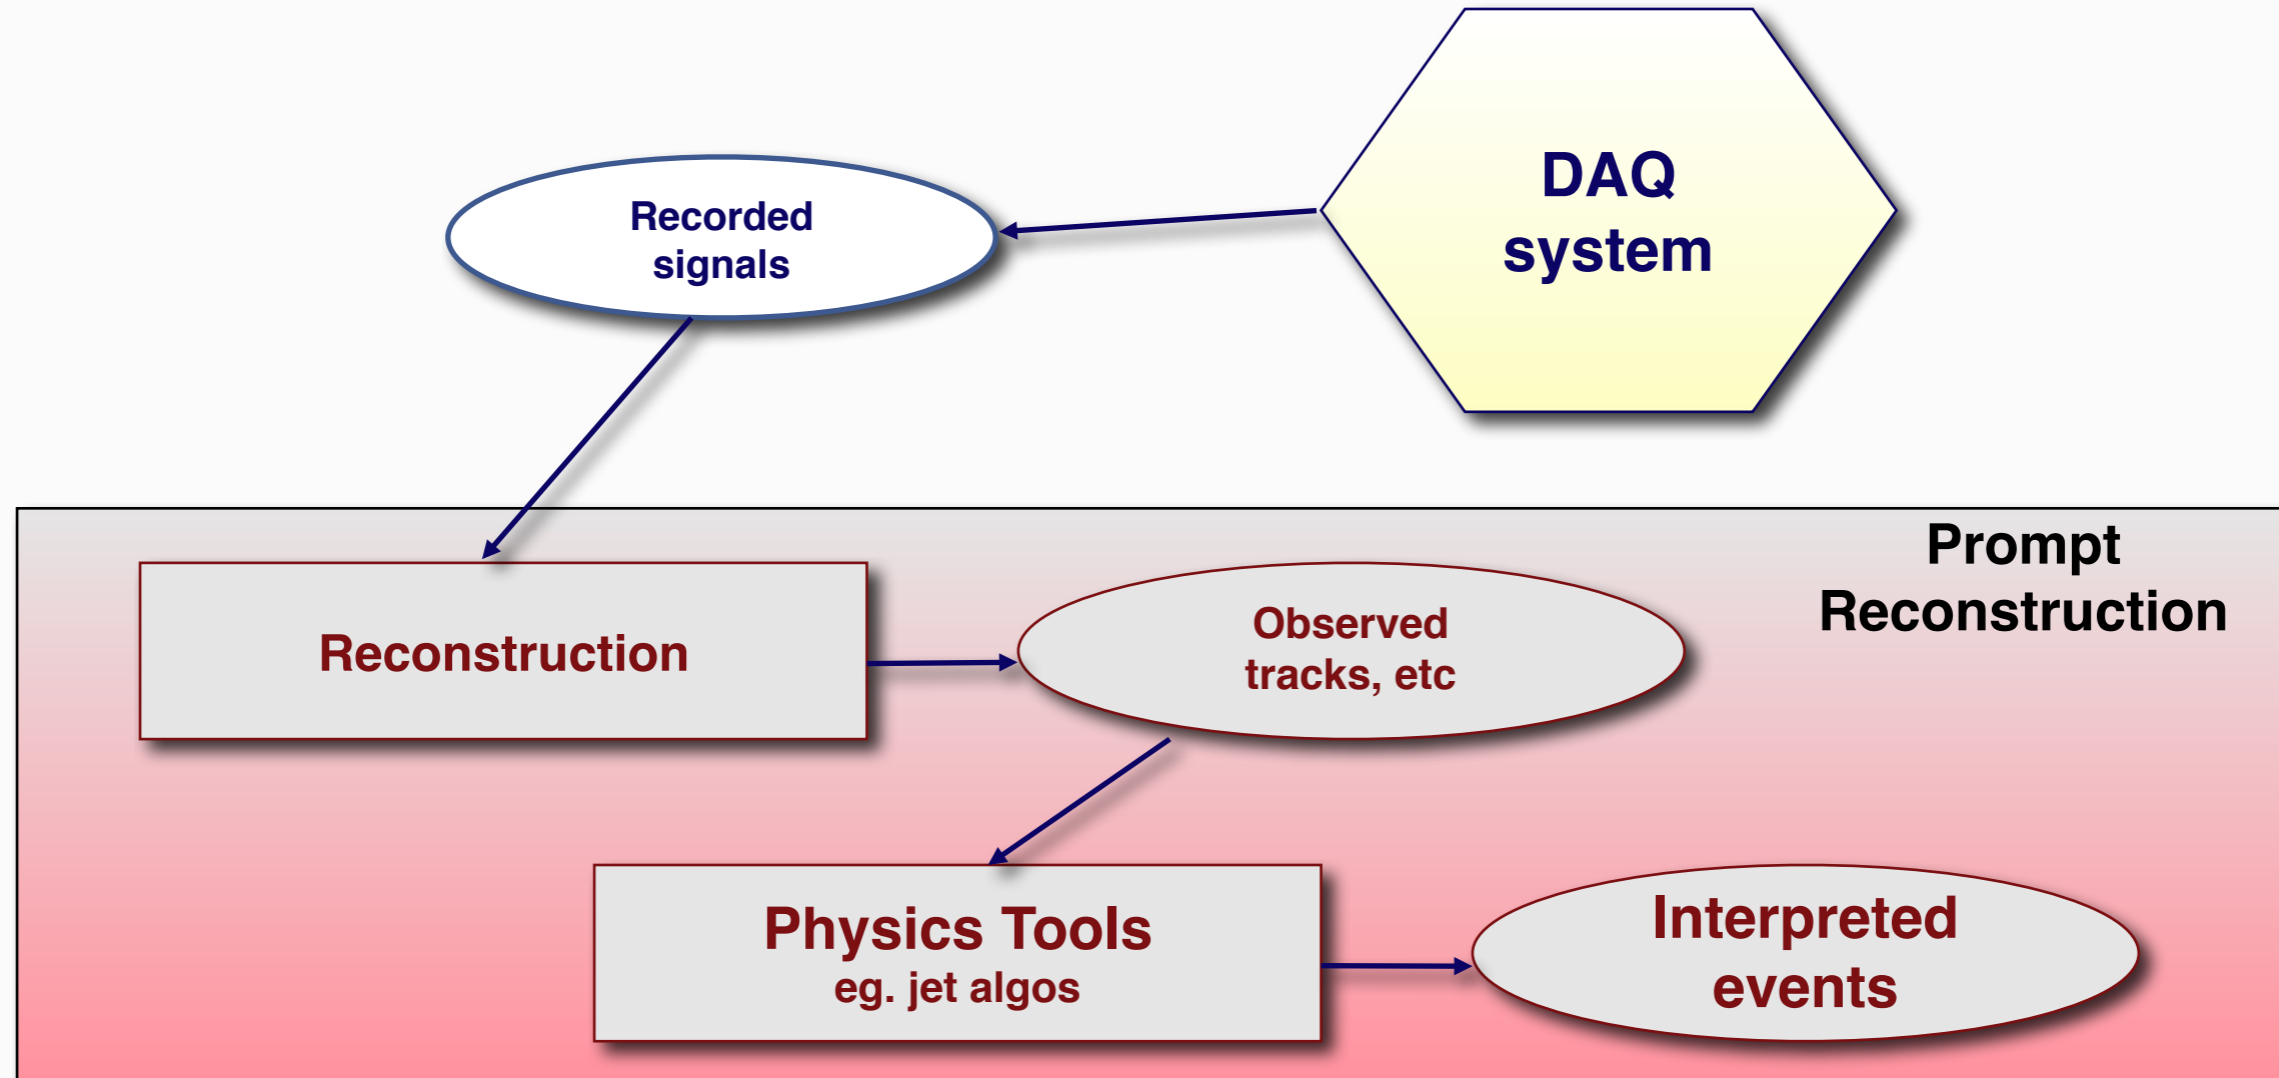 DAQ
system
Recorded
signals
Prompt
Reconstruction
Reconstruction
Observed
tracks, etc
Physics Tools
eg. jet algos
Interpreted
events